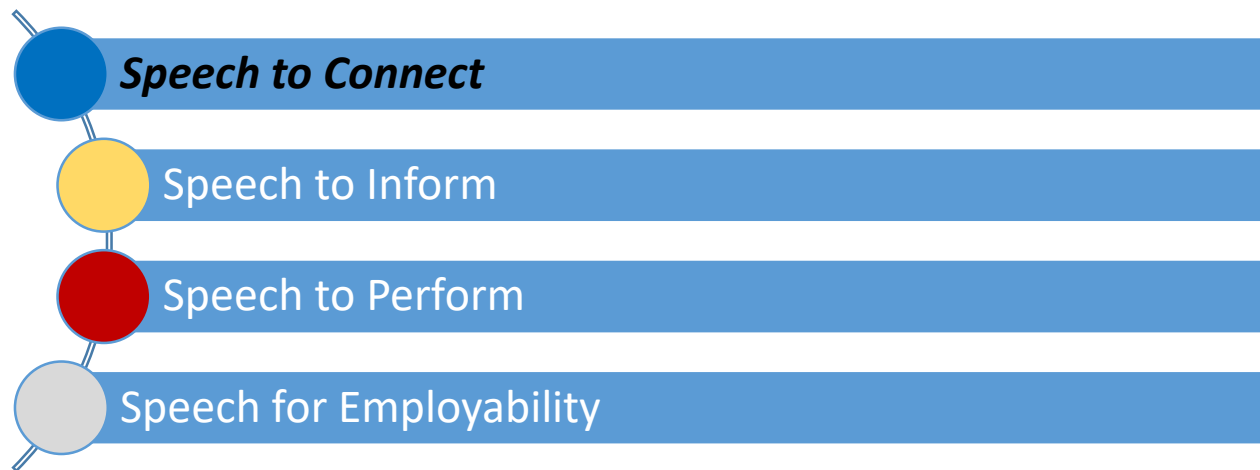 Speech to Connect
Speech to Inform
Speech to Perform
Speech for Employability